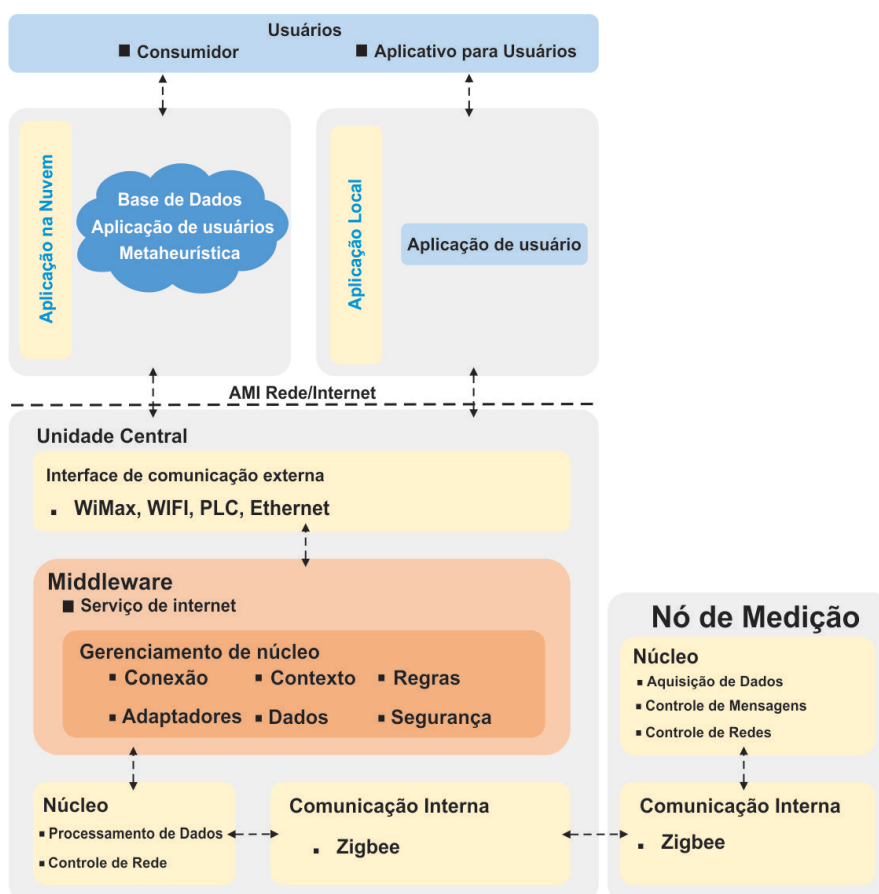 Usuários
■ Consumidor
■ Aplicativo para Usuários
Aplicação na Nuvem
Base de Dados
Aplicação de usuários
Metaheurística
Aplicação Local
Aplicação de usuário
AMI Rede/Internet
Unidade Central
Interface de comunicação externa
▪ WiMax, WIFI, PLC, Ethernet
Middleware
■ Serviço de internet
Gerenciamento de núcleo
▪ Conexão ▪ Contexto ▪ Regras
▪ Adaptadores ▪ Dados ▪ Segurança
Núcleo
▪ Processamento de Dados
▪ Controle de Rede
Comunicação Interna
▪ Zigbee
Nó de Medição
Núcleo
▪ Aquisição de Dados
▪ Controle de Mensagens
▪ Controle de Redes
Comunicação Interna
▪ Zigbee